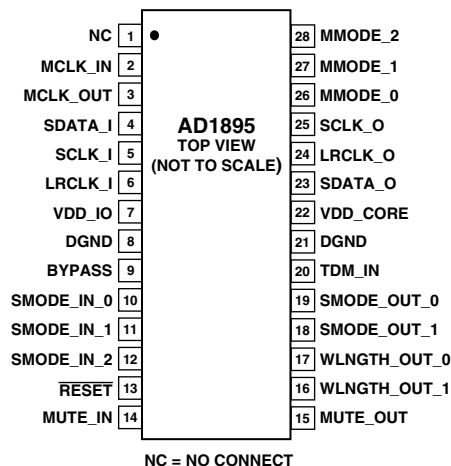 NC 1 28 MMODE_2
MCLK_IN 2 27 MMODE_1
MCLK_OUT 3 26 MMODE_0
SDATA_I 4 AD1895 25 SCLK_O
SCLK_I 5 TOP VIEW 24 LRCLK_O
LRCLK_I 6 (NOT TO SCALE) 23 SDATA_O
VDD_IO 7 22 VDD_CORE
DGND 8 21 DGND
BYPASS 9 20 TDM_IN
SMODE_IN_0 10 19 SMODE_OUT_0
SMODE_IN_1 11 18 SMODE_OUT_1
SMODE_IN_2 12 17 WLNGTH_OUT_0
RESET 13 16 WLNGTH_OUT_1
MUTE_IN 14 15 MUTE_OUT
NC = NO CONNECT